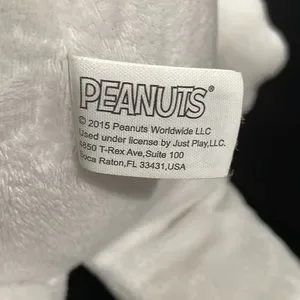 PEANUTS®
© 2015 Peanuts Worldwide LLC
Used under license by Just Play,LLC.
4850 T-Rex Ave,Suite 100
Boca Raton,FL 33431,USA